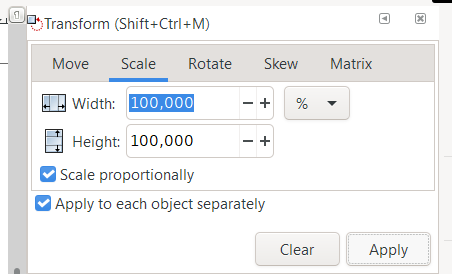 Transform (Shift+Ctrl+M)
Move Scale Rotate Skew Matrix
Width: 100,000 − + %
Height: 100,000 − +
Scale proportionally
Apply to each object separately
Clear Apply